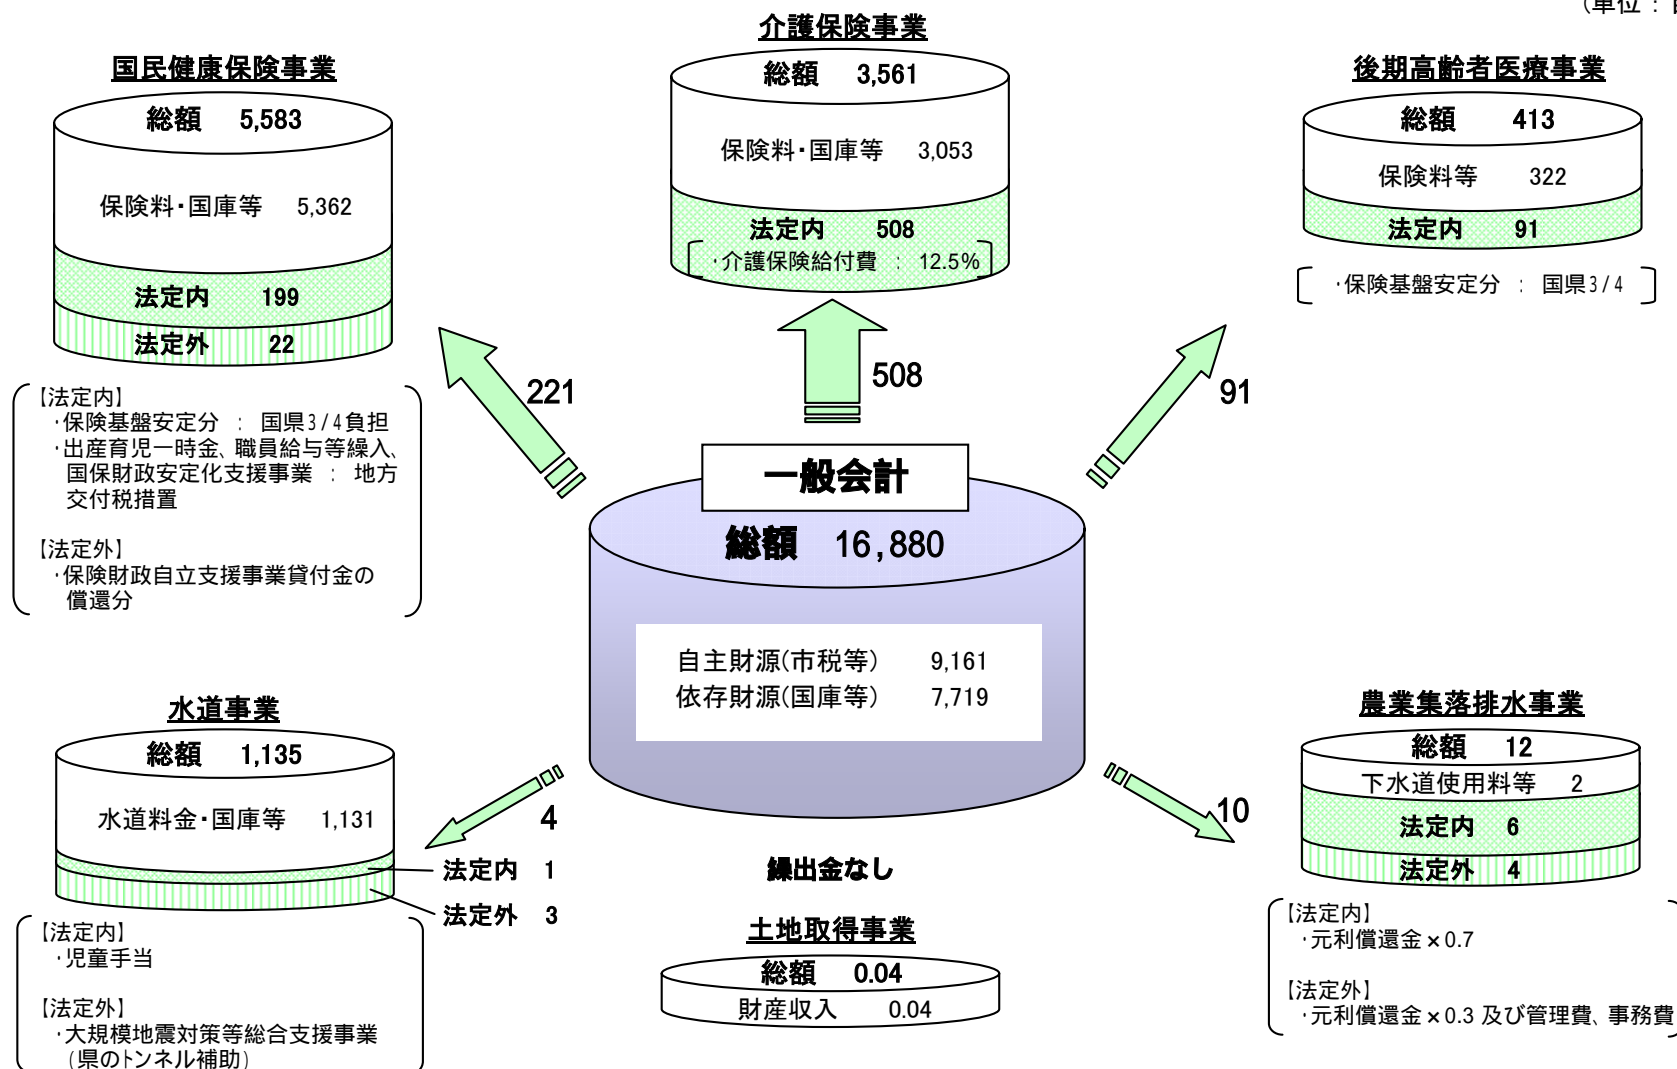 （単位：百
国民健康保険事業
総額 5,583
保険料・国庫等 5,362
法定内 199
法定外 22
【法定内】
・保険基盤安定分 ： 国県3/4負担
・出産育児一時金、職員給与等繰入、
国保財政安定化支援事業 ： 地方
交付税措置
【法定外】
・保険財政自立支援事業貸付金の
償還分
221
介護保険事業
総額 3,561
保険料・国庫等 3,053
法定内 508
・介護保険給付費 ： 12.5%
508
後期高齢者医療事業
総額 413
保険料等 322
法定内 91
・保険基盤安定分 ： 国県3/4
91
一般会計
総額 16,880
自主財源(市税等) 9,161
依存財源(国庫等) 7,719
水道事業
総額 1,135
水道料金・国庫等 1,131
法定内 1
法定外 3
4
【法定内】
・児童手当
【法定外】
・大規模地震対策等総合支援事業
（県のトンネル補助）
繰出金なし
土地取得事業
総額 0.04
財産収入 0.04
10
農業集落排水事業
総額 12
下水道使用料等 2
法定内 6
法定外 4
【法定内】
・元利償還金×0.7
【法定外】
・元利償還金×0.3 及び管理費、事務費